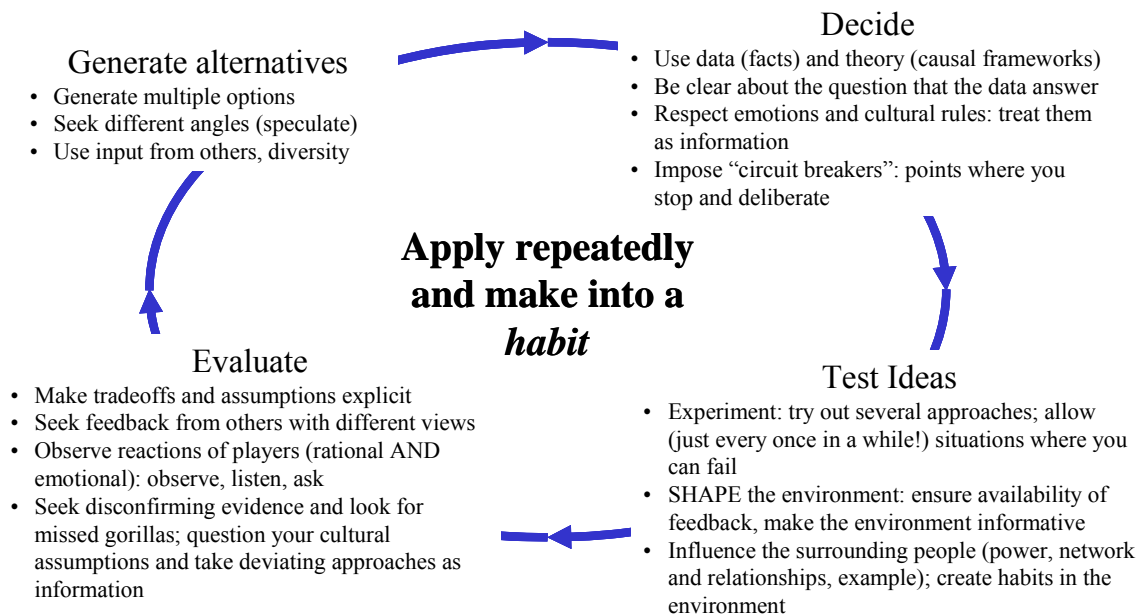 Generate alternatives
• Generate multiple options
• Seek different angles (speculate)
• Use input from others, diversity
Decide
• Use data (facts) and theory (causal frameworks)
• Be clear about the question that the data answer
• Respect emotions and cultural rules: treat them
as information
• Impose “circuit breakers”: points where you
stop and deliberate
Apply repeatedly
and make into a
habit
Evaluate
• Make tradeoffs and assumptions explicit
• Seek feedback from others with different views
• Observe reactions of players (rational AND
emotional): observe, listen, ask
• Seek disconfirming evidence and look for
missed gorillas; question your cultural
assumptions and take deviating approaches as
information
Test Ideas
• Experiment: try out several approaches; allow
(just every once in a while!) situations where you
can fail
• SHAPE the environment: ensure availability of
feedback, make the environment informative
• Influence the surrounding people (power, network
and relationships, example); create habits in the
environment